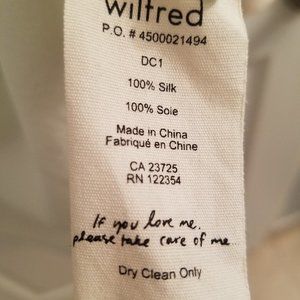 wilfred
P.O. # 4500021494
DC1
100% Silk
100% Soie
Made in China
Fabriqué en Chine
CA 23725
RN 122354
If you love me,
please take care of me
Dry Clean Only